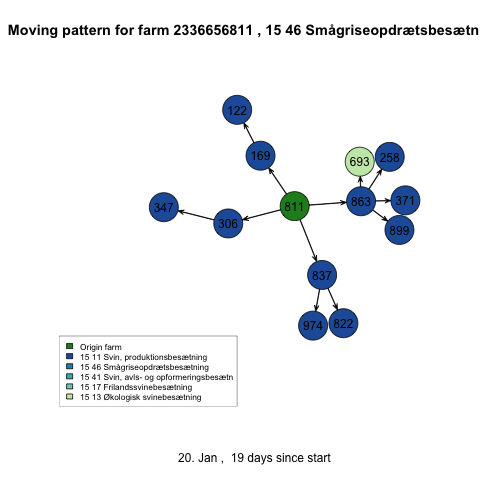 Moving pattern for farm 2336656811 , 15 46 Smågriseopdrætsbesætn
122
169
693
258
811
863
371
347
306
899
837
974
822
Origin farm
15 11 Svin, produktionsbesætning
15 46 Smågriseopdrætsbesætning
15 41 Svin, avls- og opformeringsbesætn
15 17 Frilandssvinebesætning
15 13 Økologisk svinebesætning
20. Jan ,  19 days since start